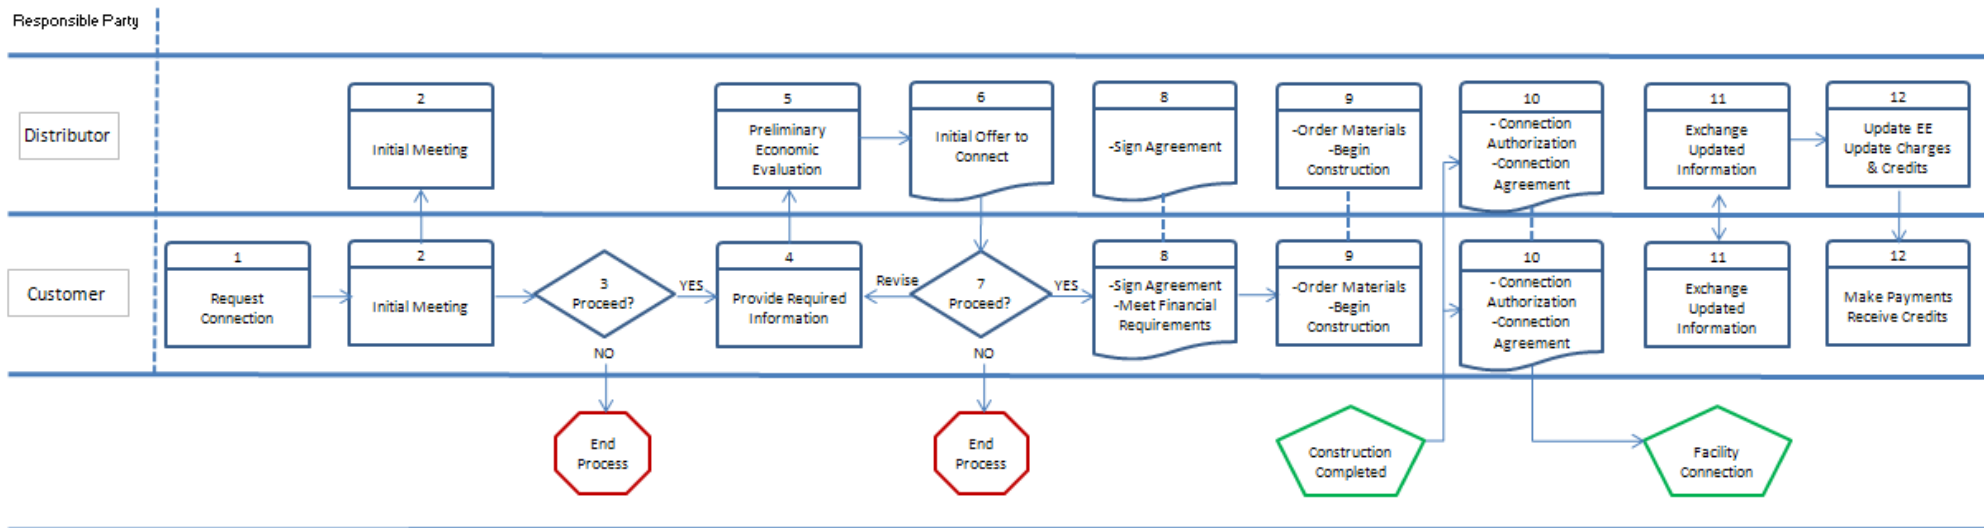 Responsible Party
Distributor
2
Initial Meeting
5
Preliminary
Economic
Evaluation
6
Initial Offer to
Connect
8
-Sign Agreement
9
-Order Materials
-Begin
Construction
10
- Connection
Authorization
-Connection
Agreement
11
Exchange
Updated
Information
12
Update EE
Update Charges
& Credits
Customer
1
Request
Connection
2
Initial Meeting
3
Proceed?
YES
NO
4
Provide Required
Information
Revise
7
Proceed?
YES
NO
8
-Sign Agreement
-Meet Financial
Requirements
9
-Order Materials
-Begin
Construction
10
- Connection
Authorization
-Connection
Agreement
11
Exchange
Updated
Information
12
Make Payments
Receive Credits
End
Process
End
Process
Construction
Completed
Facility
Connection